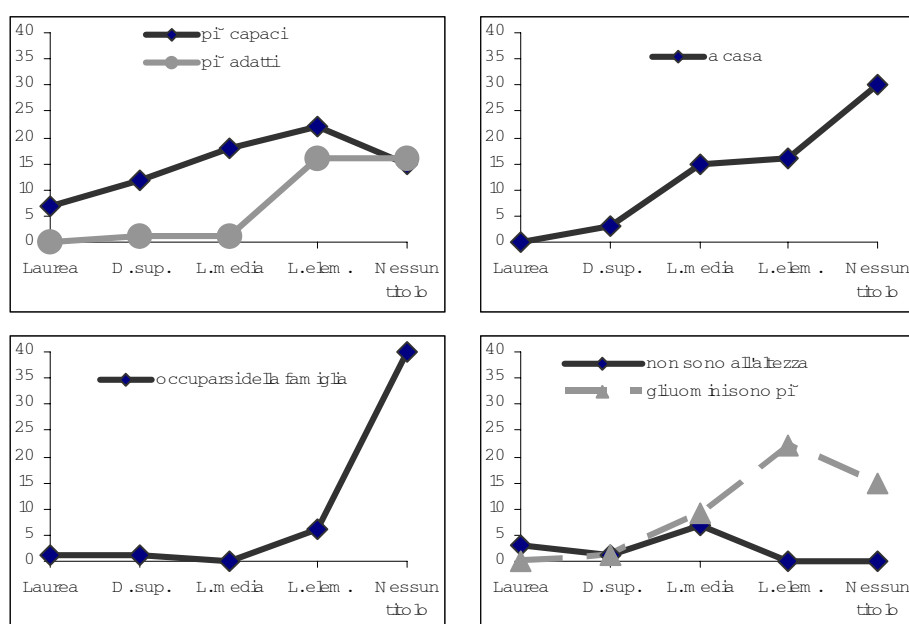 40
35
30
25
20
15
10
5
0
più capaci
più adatti
Laurea D.sup. L.media L.elem. Nessun
titolo
40
35
30
25
20
15
10
5
0
a casa
Laurea D.sup. L.media L.elem. Nessun
titolo
40
35
30
25
20
15
10
5
0
occuparsi della famiglia
Laurea D.sup. L.media L.elem. Nessun
titolo
40
35
30
25
20
15
10
5
0
non sono all'altezza
gli uomini sono più
Laurea D.sup. L.media L.elem. Nessun
titolo